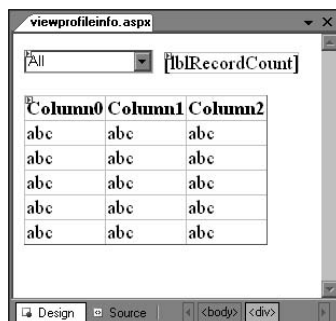 viewprofileinfo.aspx
All [lblRecordCount]
Column0 Column1 Column2
abc abc abc
abc abc abc
abc abc abc
abc abc abc
abc abc abc
Design Source <body> <div>